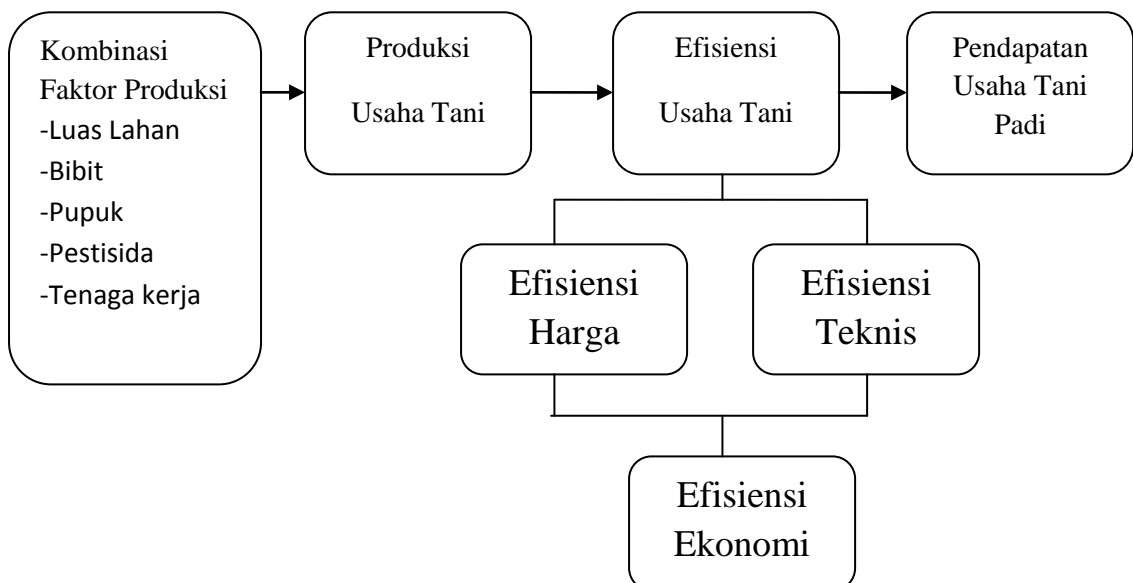 Kombinasi
Faktor Produksi
-Luas Lahan
-Bibit
-Pupuk
-Pestisida
-Tenaga kerja
Produksi
Usaha Tani
Efisiensi
Usaha Tani
Pendapatan
Usaha Tani
Padi
Efisiensi
Harga
Efisiensi
Teknis
Efisiensi
Ekonomi